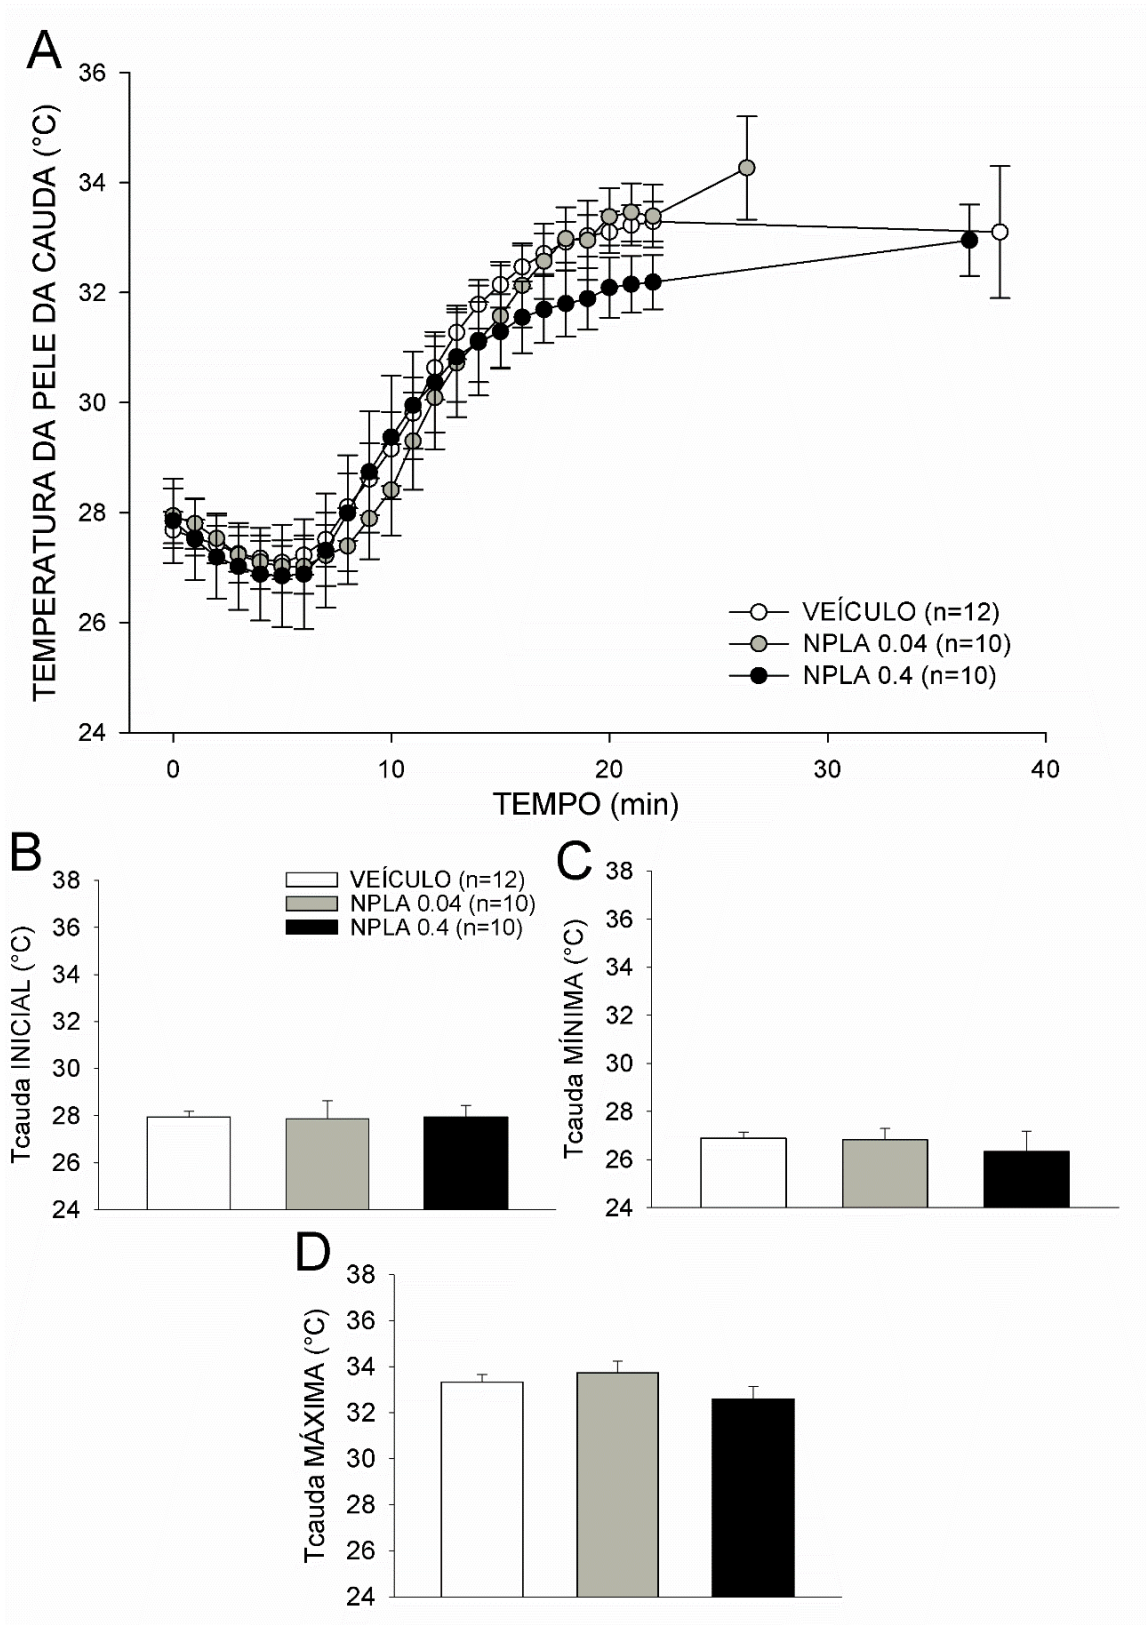 A
TEMPERATURA DA PELE DA CAUDA (°C)
36
34
32
30
28
26
24
VEÍCULO (n=12)
NPLA 0.04 (n=10)
NPLA 0.4 (n=10)
0 10 20 30 40
TEMPO (min)
B
Tcauda INICIAL (°C)
38
36
34
32
30
28
26
24
VEÍCULO (n=12)
NPLA 0.04 (n=10)
NPLA 0.4 (n=10)
C
Tcauda MÍNIMA (°C)
38
36
34
32
30
28
26
24
D
Tcauda MÁXIMA (°C)
38
36
34
32
30
28
26
24